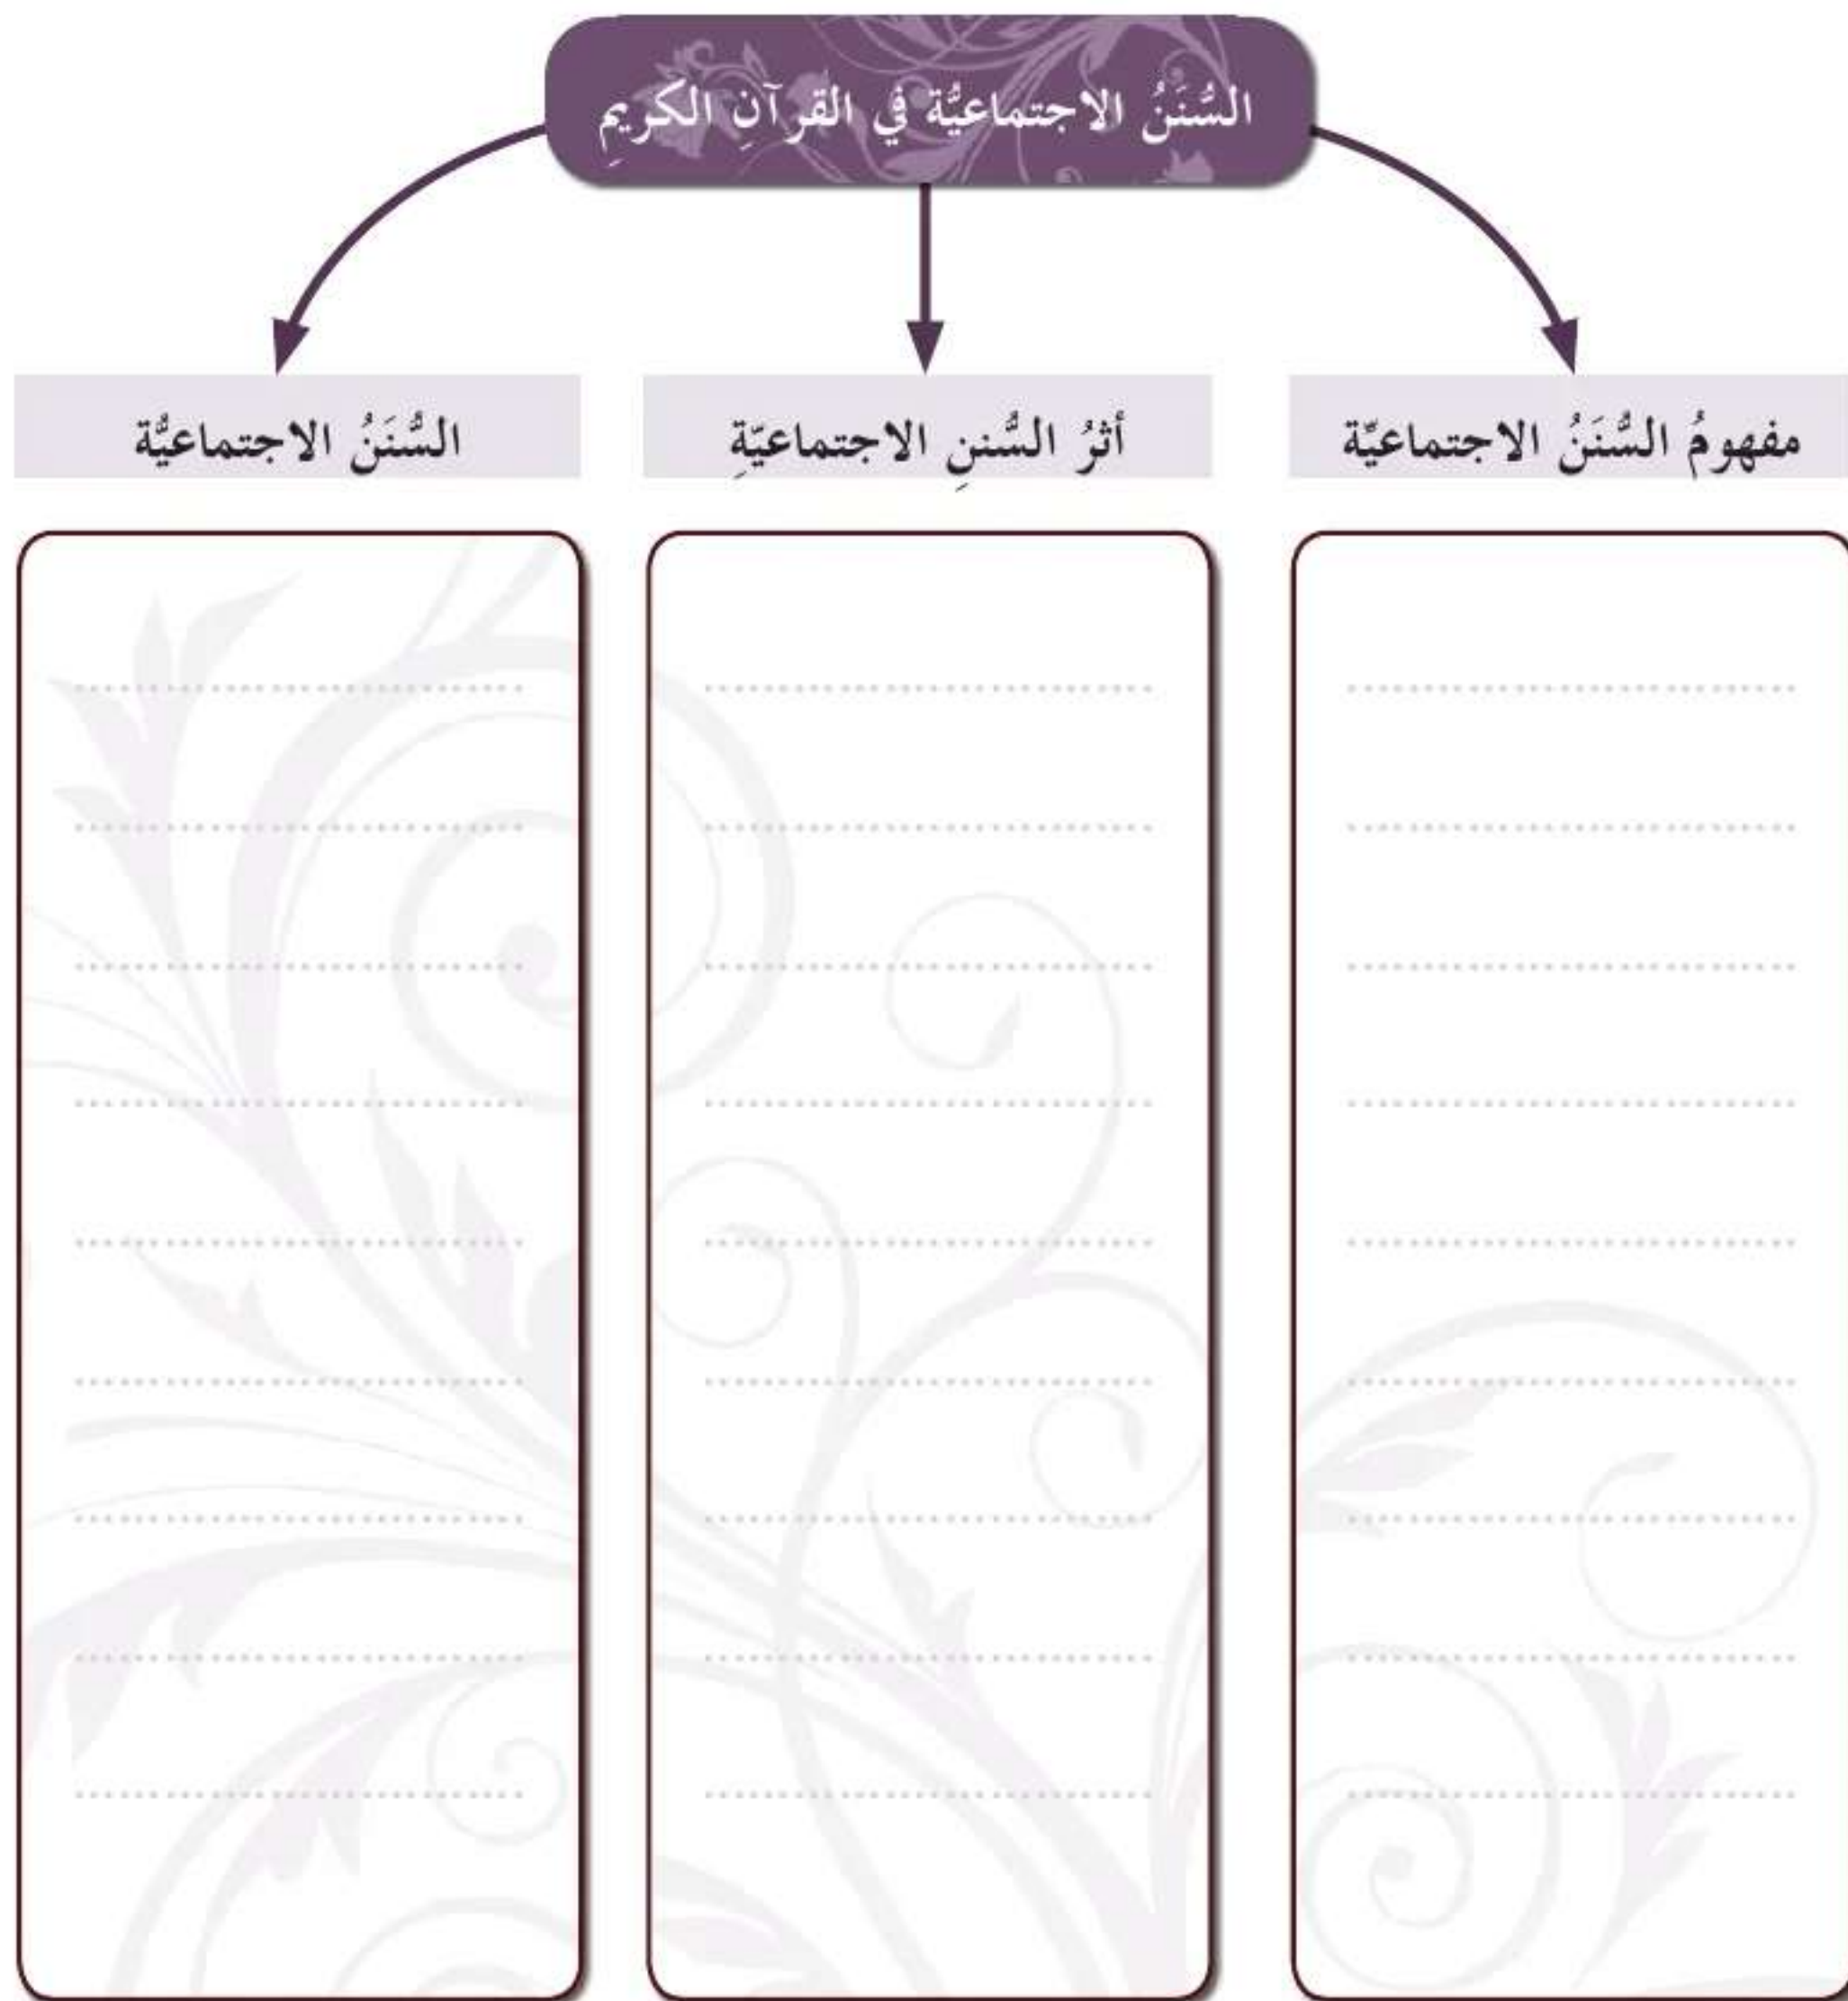 السُّنَنُ الاجتماعيَّة في القرآنِ الكريمِ
مفهومُ السُّنَنُ الاجتماعيّة
أثرُ السُّننِ الاجتماعيّةِ
السُّنَنُ الاجتماعيَّة